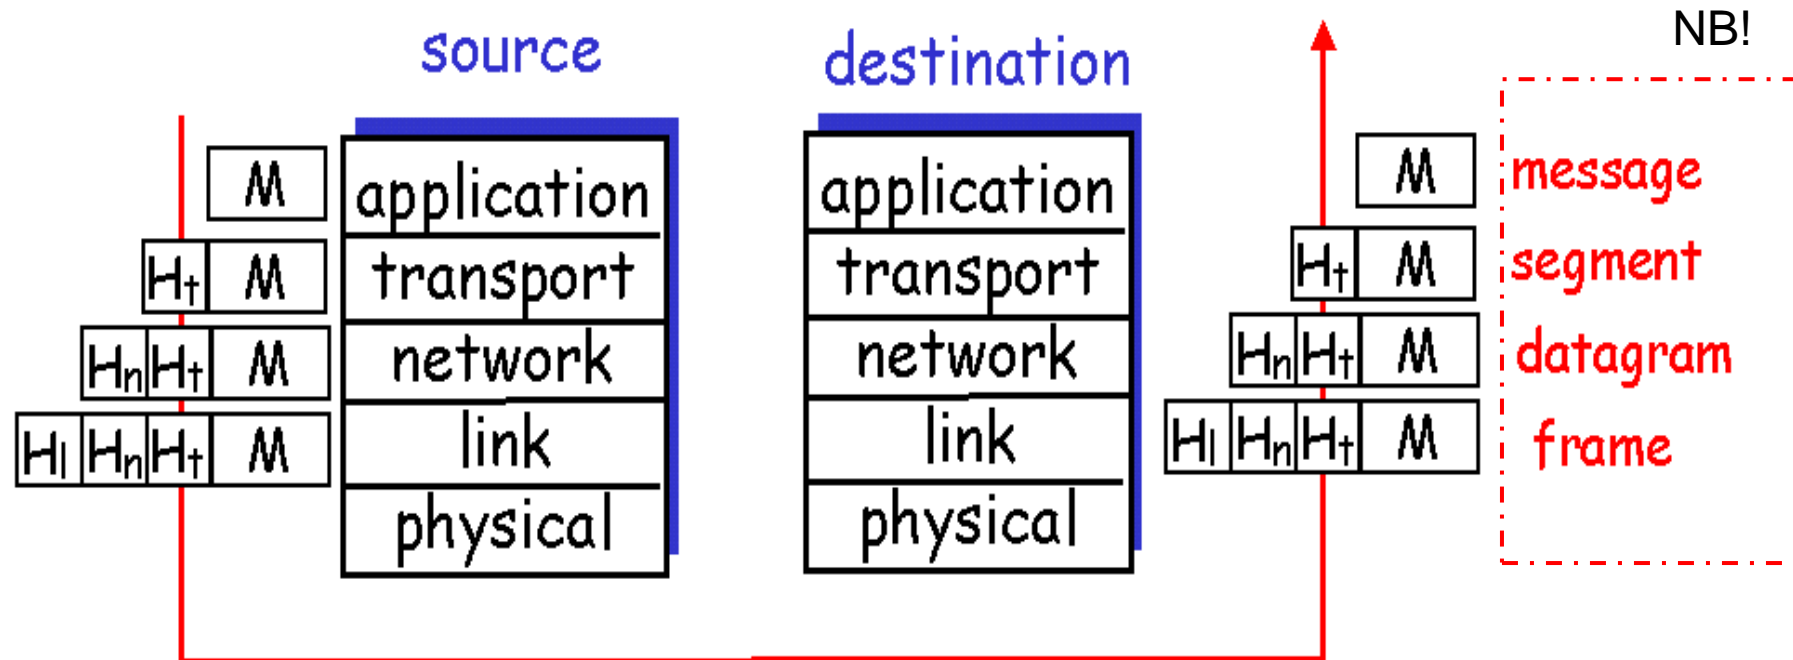 NB!
source
destination
M
application
application
M
message
Ht M
transport
transport
Ht M
segment
Hn Ht M
network
network
Hn Ht M
datagram
Hl Hn Ht M
link
link
Hl Hn Ht M
frame
physical
physical